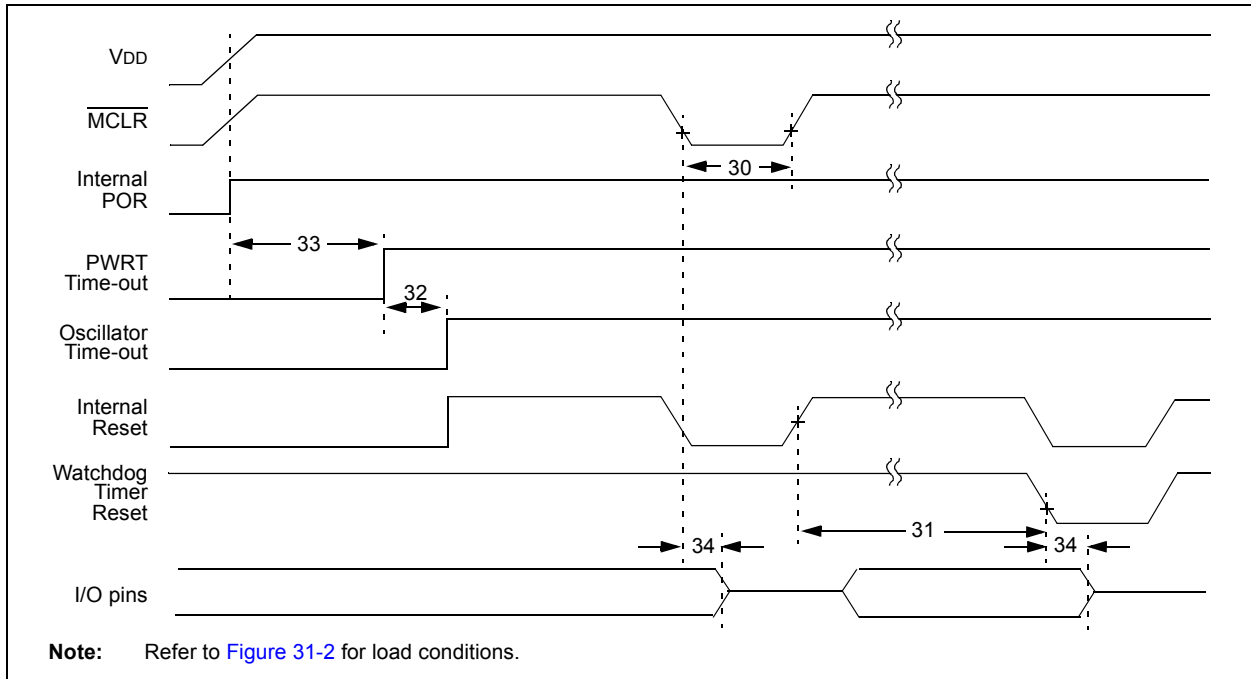 VDD
MCLR
30
Internal
POR
33
PWRT
Time-out
32
Oscillator
Time-out
Internal
Reset
Watchdog
Timer
Reset
31
34
34
I/O pins
Note: Refer to Figure 31-2 for load conditions.